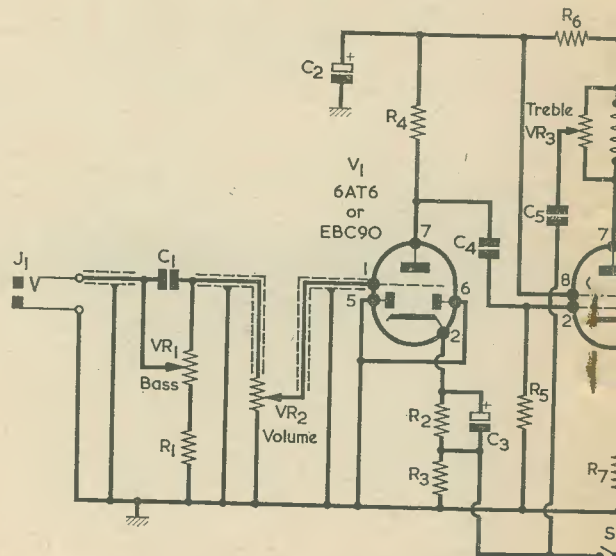 R6
C2
+
R4
Treble
VR3
V1
6AT6
or
EBC90
7
C5
C4
7
J1
V
C1
1
5
6
8
2
2
VR1
Bass
VR2
Volume
R2
+
C3
R5
R1
R3
R7
S